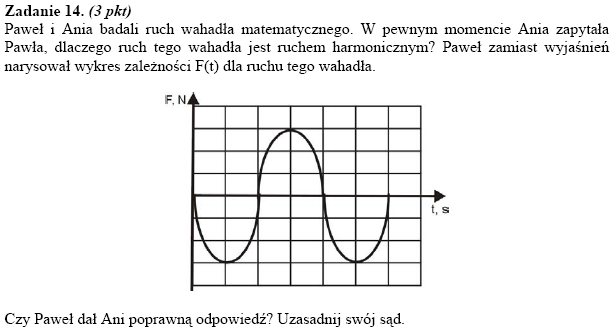 Zadanie 14. (3 pkt)
Paweł i Ania badali ruch wahadła matematycznego. W pewnym momencie Ania zapytała
Pawła, dlaczego ruch tego wahadła jest ruchem harmonicznym? Paweł zamiast wyjaśnień
narysował wykres zależności F(t) dla ruchu tego wahadła.
F, N
t, s
Czy Paweł dał Ani poprawną odpowiedź? Uzasadnij swój sąd.